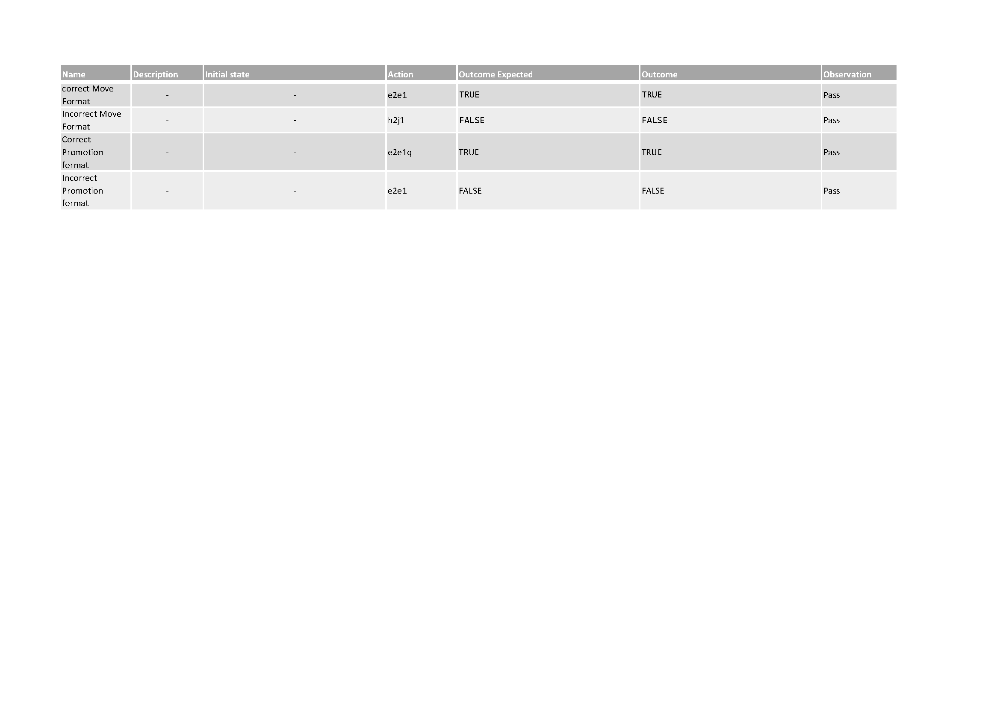 Name Description Initial state Action Outcome Expected Outcome Observation
correct Move
Format - - e2e1 TRUE TRUE Pass
Incorrect Move
Format - - h2j1 FALSE FALSE Pass
Correct
Promotion - - e2e1q TRUE TRUE Pass
format
Incorrect
Promotion - - e2e1 FALSE FALSE Pass
format